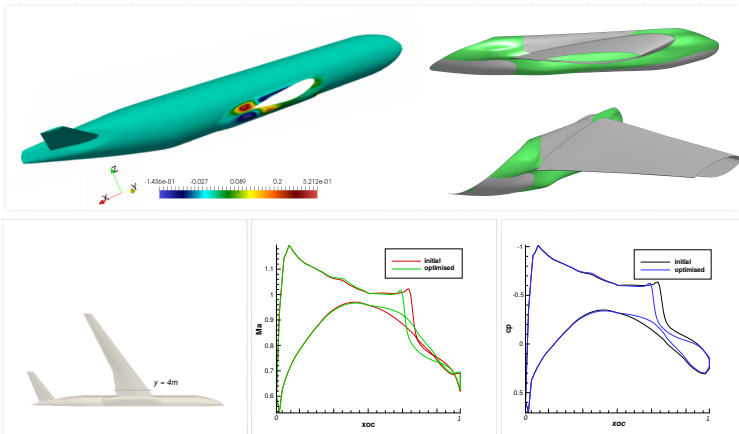 -1.436e-01 -0.027 0.089 0.2 3.212e-01
Z
X
Y
y = 4m
initial
optimised
1.1
1
0.9
0.8
0.7
0.6
Ma
0
1
xoc
initial
optimised
-1
-0.5
0
0.5
cp
0
1
xoc